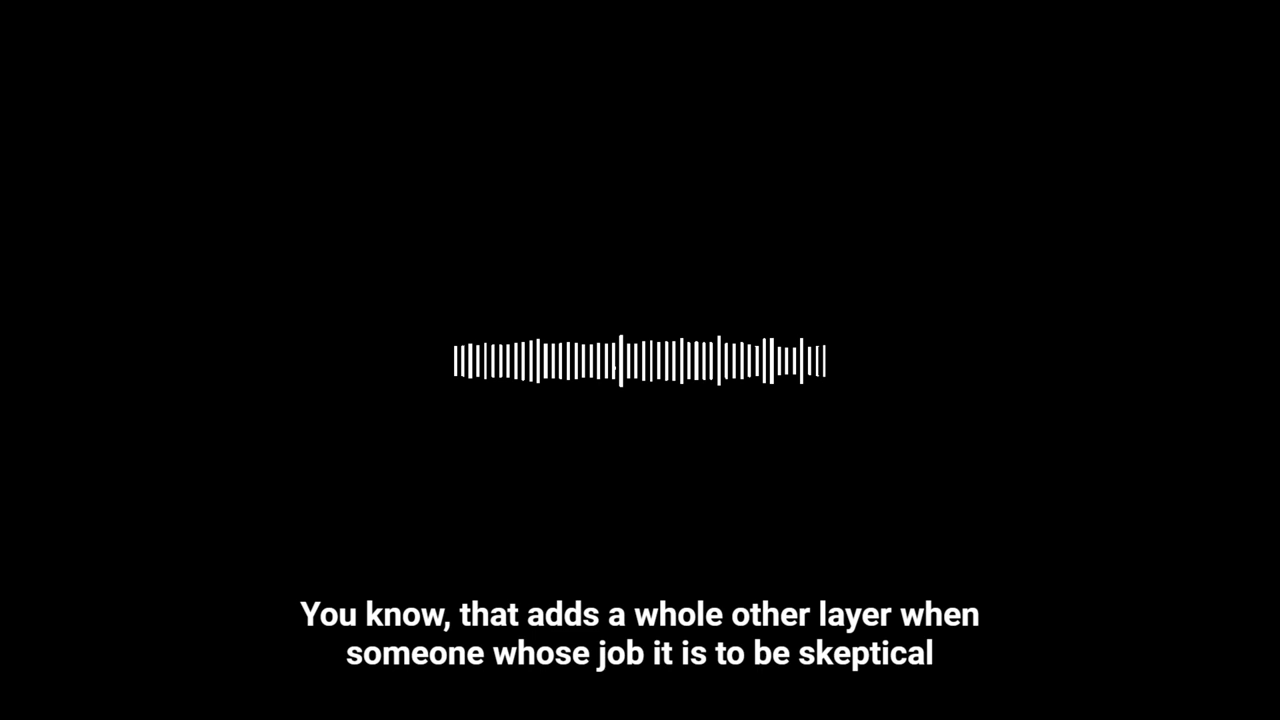 You know, that adds a whole other layer when
someone whose job it is to be skeptical